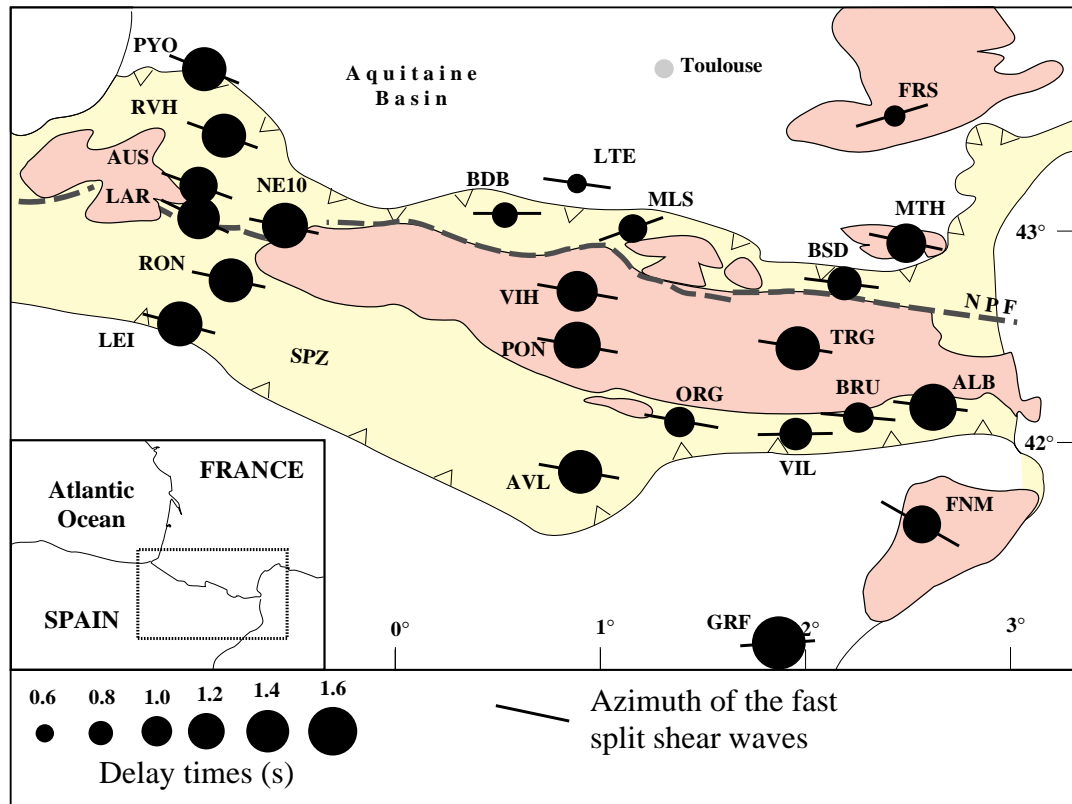 PYO
Aquitaine
Basin
Toulouse
FRS
RVH
AUS
LTE
BDB
NE10
LAR
MLS
MTH
43°
BSD
RON
VIH
NPF
LEI
PON
TRG
SPZ
ORG
BRU
ALB
42°
VIL
AVL
FNM
FRANCE
Atlantic
Ocean
SPAIN
GRF
0°
1°
2°
3°
0.6 0.8 1.0 1.2 1.4 1.6
Delay times (s)
Azimuth of the fast
split shear waves